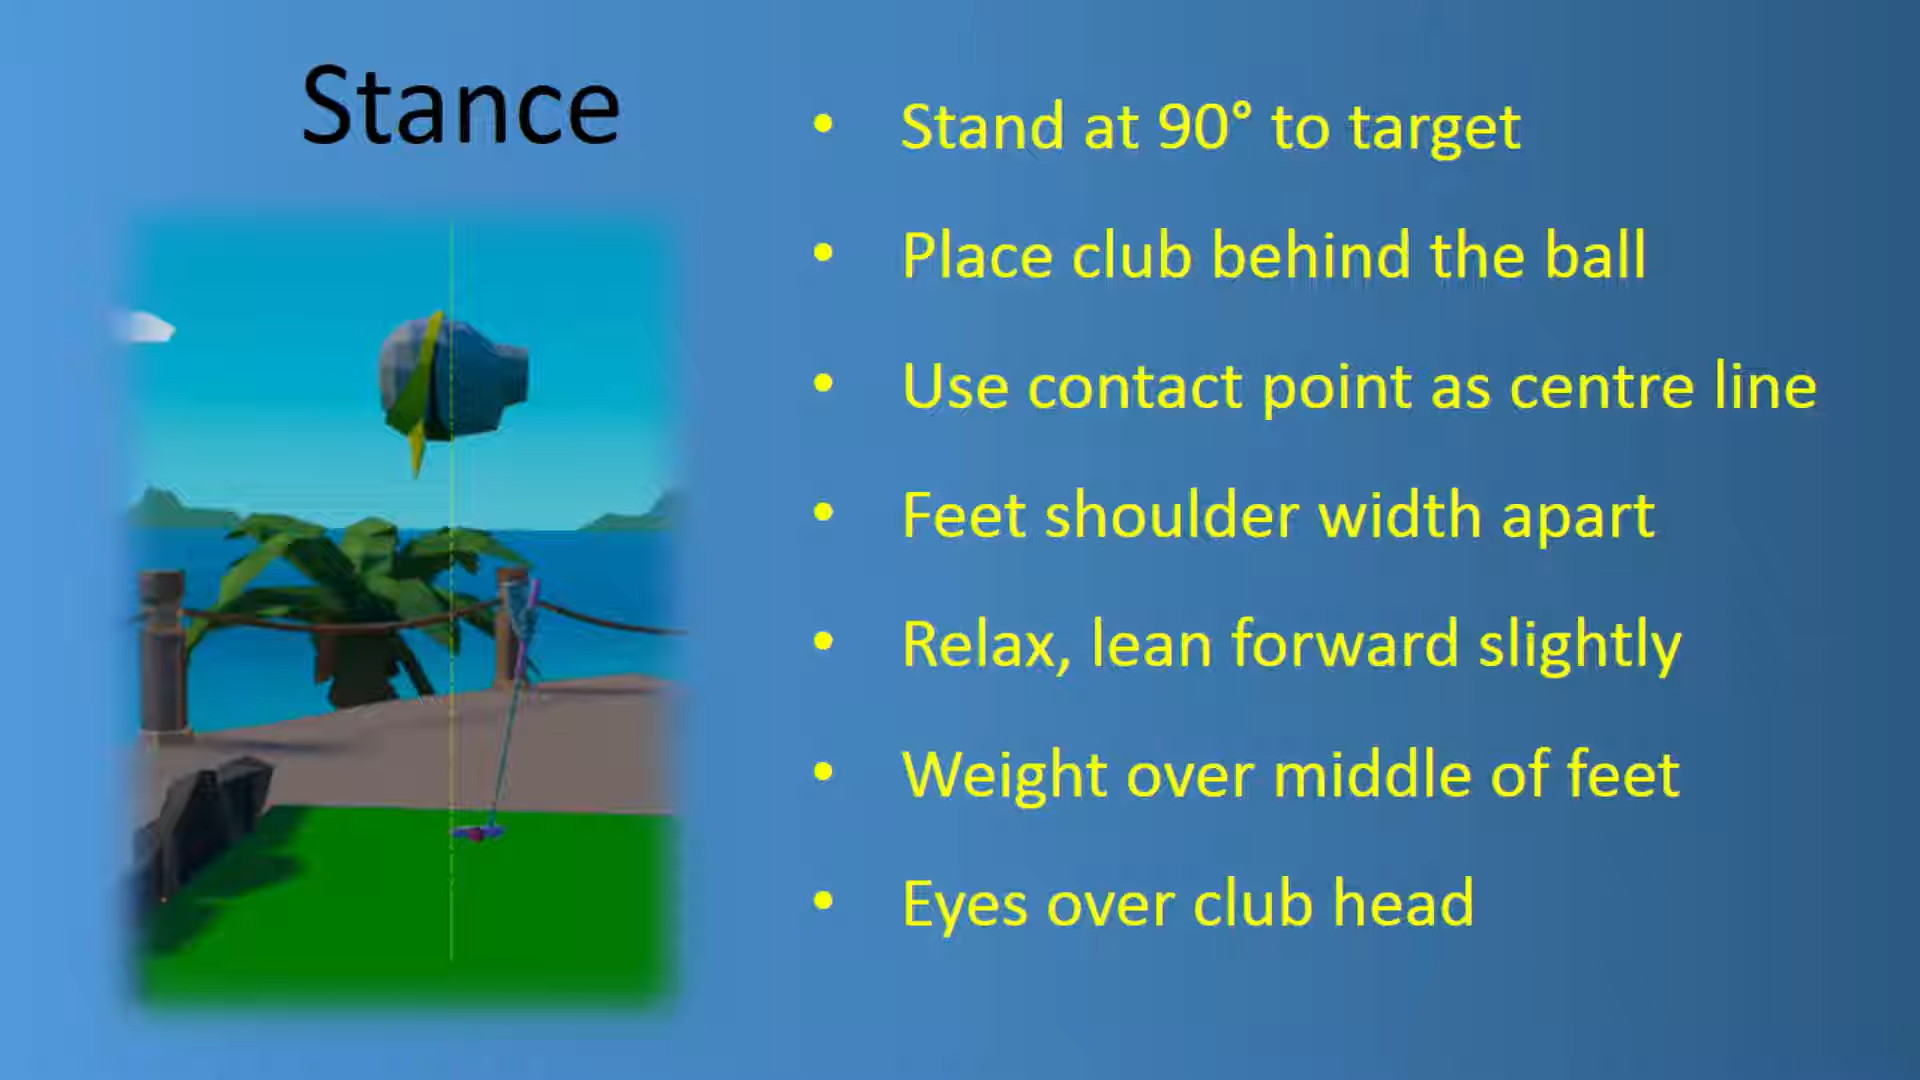 Stance
• Stand at 90° to target
• Place club behind the ball
• Use contact point as centre line
• Feet shoulder width apart
• Relax, lean forward slightly
• Weight over middle of feet
• Eyes over club head